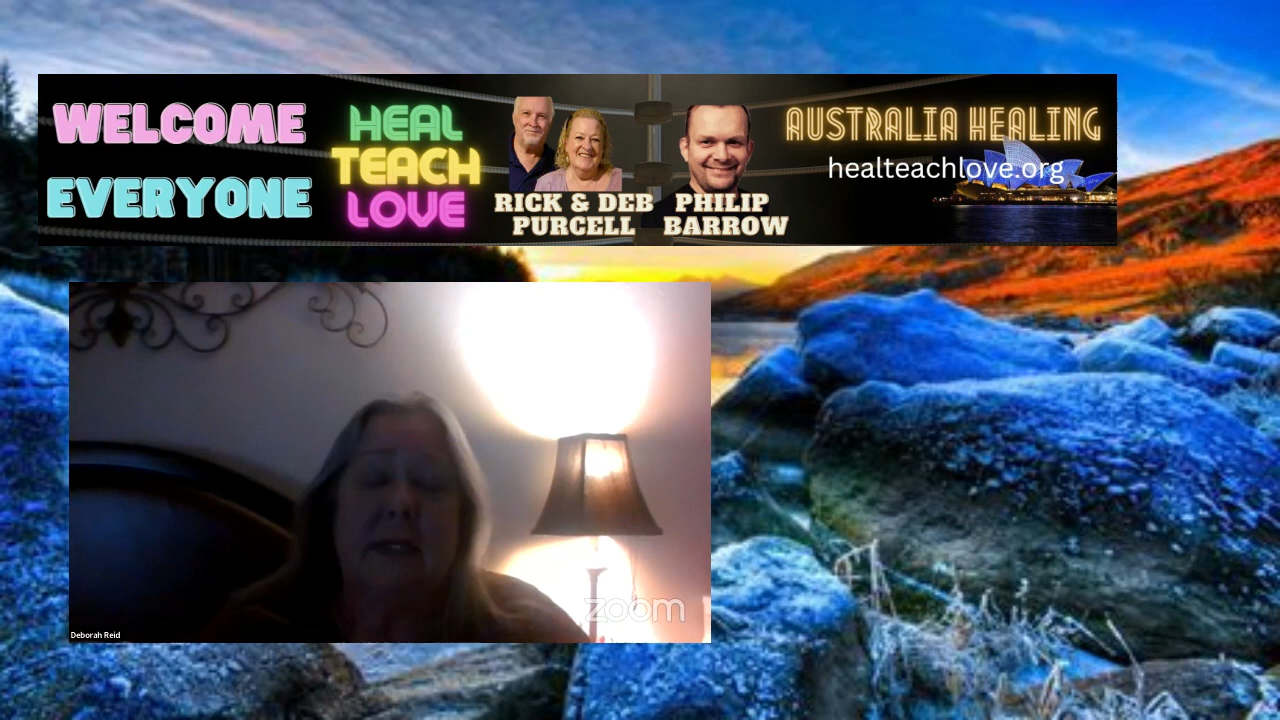 WELCOME
EVERYONE
HEAL
TEACH
LOVE
RICK & DEB
PURCELL
PHILIP
BARROW
AUSTRALIA HEALING
healteachlove.org
zoom
Deborah Reid